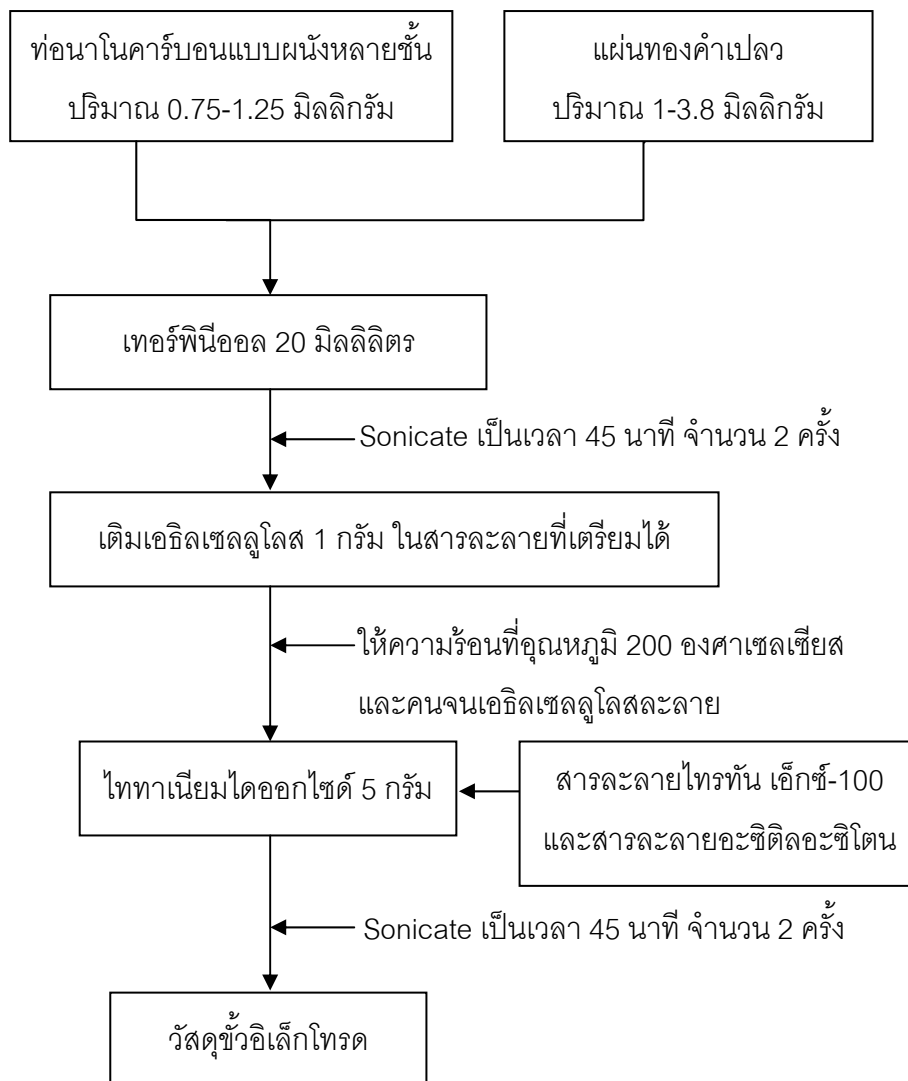 ท่อนาโนคาร์บอนแบบผนังหลายชั้น
ปริมาณ 0.75-1.25 มิลลิกรัม
แผ่นทองคำเปลว
ปริมาณ 1-3.8 มิลลิกรัม
เทอร์พินีออล 20 มิลลิลิตร
Sonicate เป็นเวลา 45 นาที จำนวน 2 ครั้ง
เติมเอธิลเซลลูโลส 1 กรัม ในสารละลายที่เตรียมได้
ให้ความร้อนที่อุณหภูมิ 200 องศาเซลเซียส
และคนจนเอธิลเซลลูโลสละลาย
ไททาเนียมไดออกไซด์ 5 กรัม
สารละลายไทรทัน เอ็กซ์-100
และสารละลายอะซิติลอะซิโตน
Sonicate เป็นเวลา 45 นาที จำนวน 2 ครั้ง
วัสดุขั้วอิเล็กโทรด